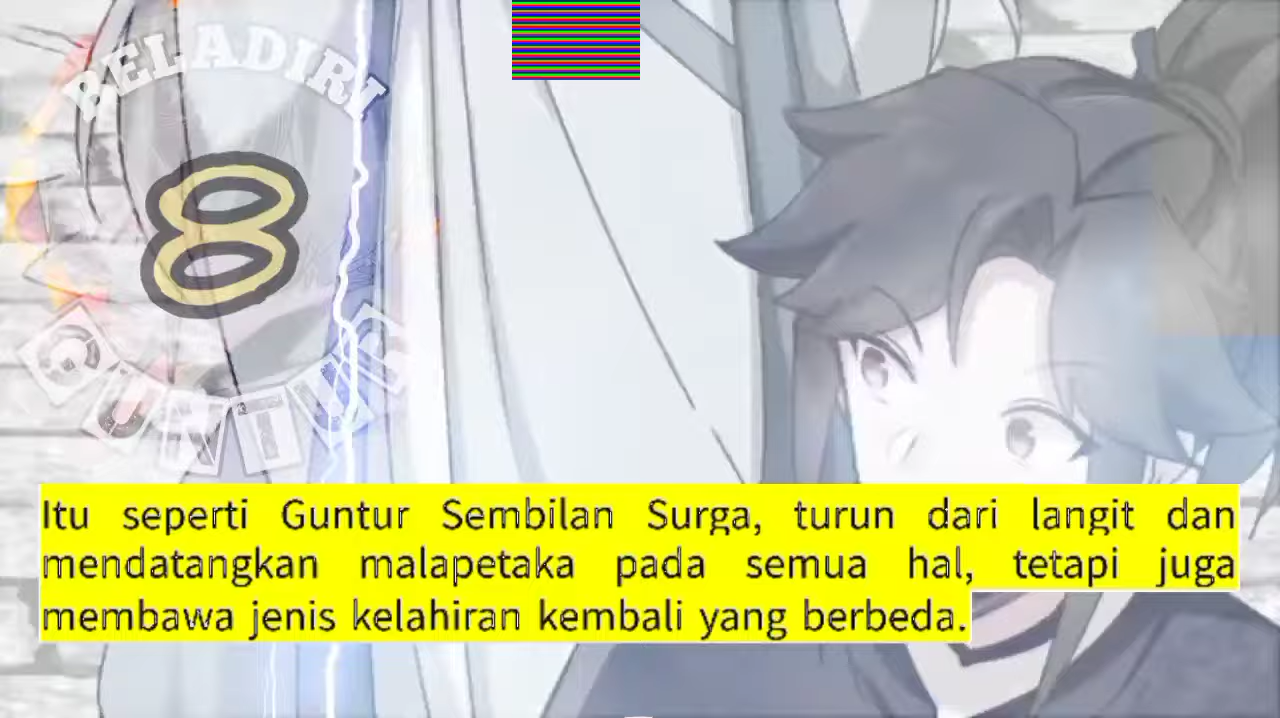 BELADIRI
8
QUNTUG
Itu seperti Guntur Sembilan Surga, turun dari langit dan
mendatangkan malapetaka pada semua hal, tetapi juga
membawa jenis kelahiran kembali yang berbeda.